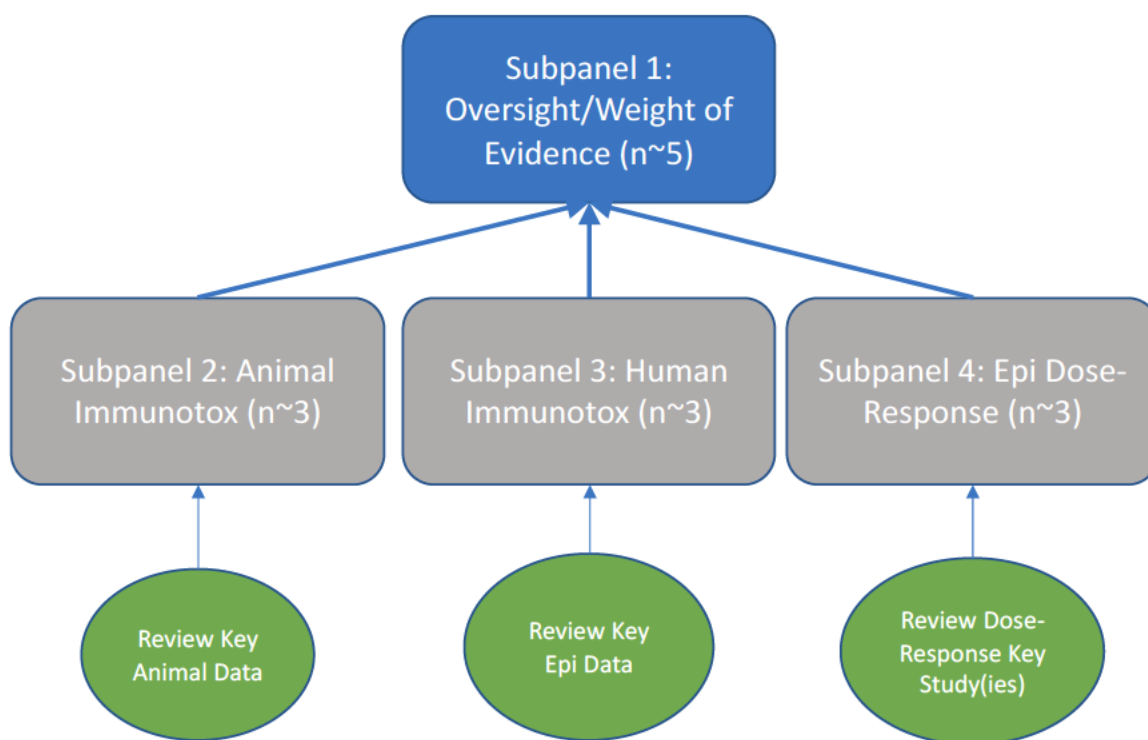 Subpanel 1:
Oversight/Weight of
Evidence (n~5)
Subpanel 2: Animal
Immunotox (n~3)
Subpanel 3: Human
Immunotox (n~3)
Subpanel 4: Epi Dose-
Response (n~3)
Review Key
Animal Data
Review Key
Epi Data
Review Dose-
Response Key
Study(ies)